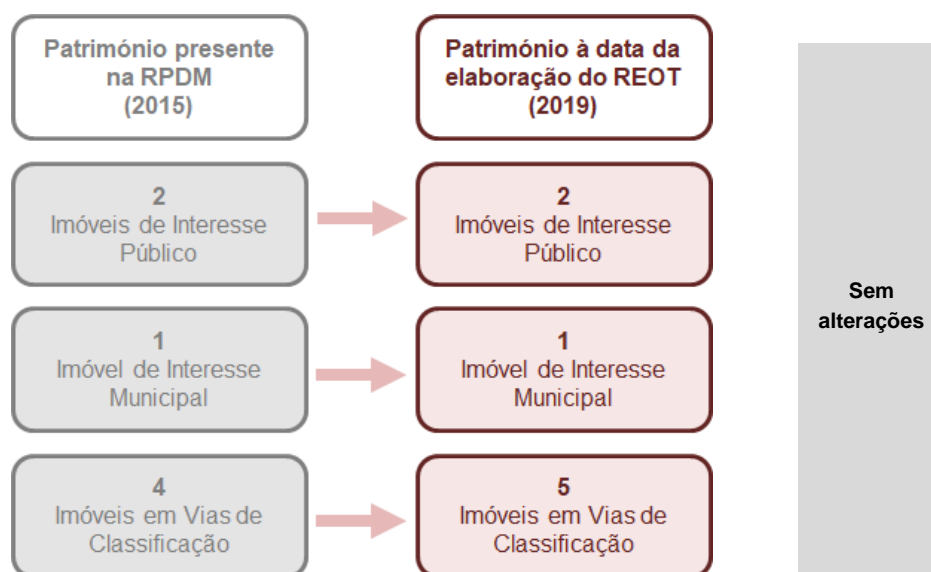 Património presente
na RPDM
(2015)
Património à data da
elaboração do REOT
(2019)
2
Imóveis de Interesse
Público
2
Imóveis de Interesse
Público
1
Imóvel de Interesse
Municipal
1
Imóvel de Interesse
Municipal
4
Imóveis em Vias de
Classificação
5
Imóveis em Vias de
Classificação
Sem
alterações